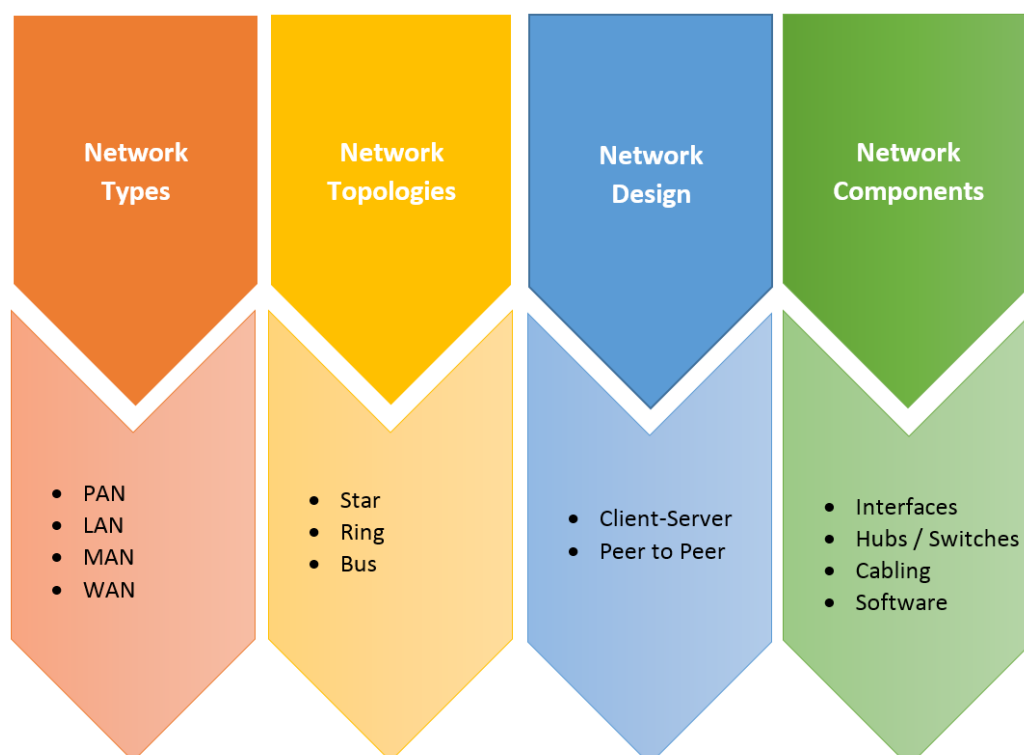 Network
Types
Network
Topologies
Network
Design
Network
Components
• PAN
• LAN
• MAN
• WAN
• Star
• Ring
• Bus
• Client-Server
• Peer to Peer
• Interfaces
• Hubs / Switches
• Cabling
• Software